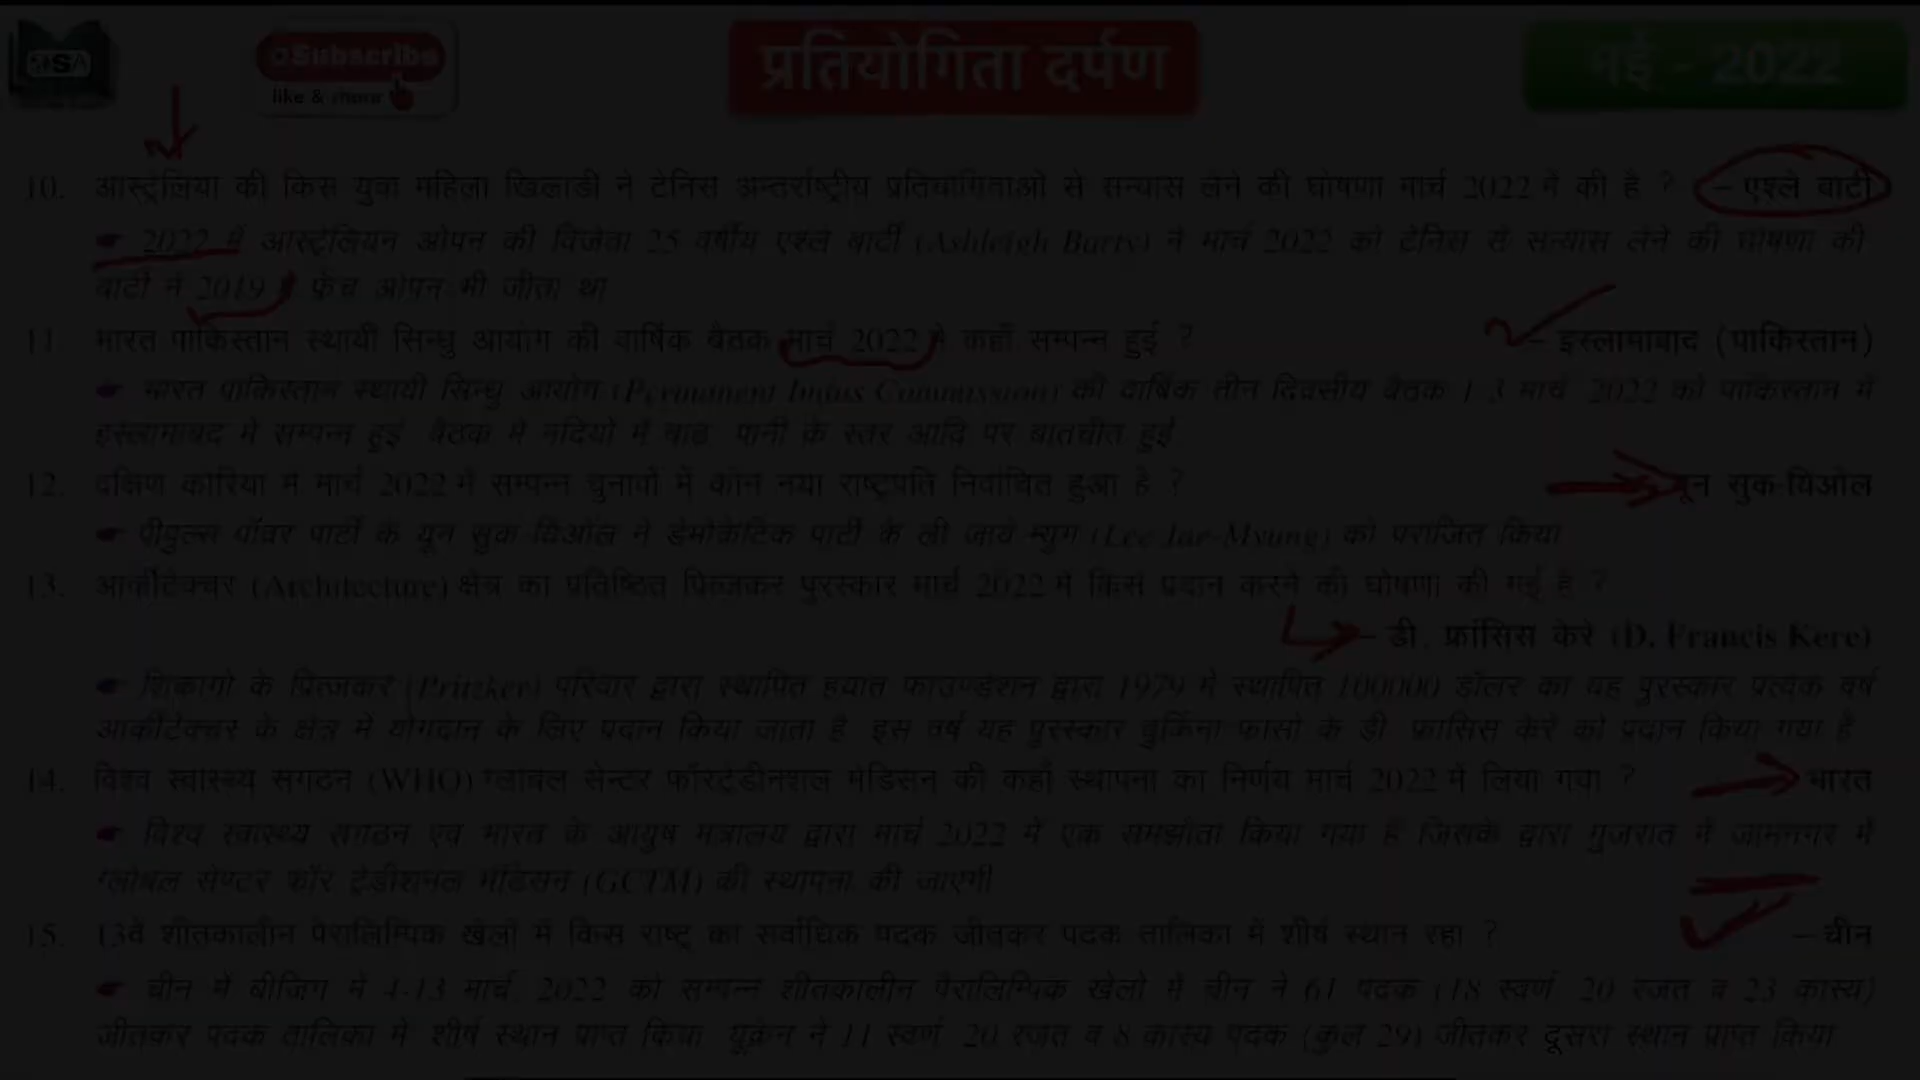 SSA
Subscribe
like & share
प्रतियोगिता दर्पण
मई - 2022
10. आस्ट्रेलिया की किस युवा महिला खिलाड़ी ने टेनिस अन्तर्राष्ट्रीय प्रतियोगिताओं से सन्यास लेने की घोषणा मार्च 2022 में की है ? – एश्ले बार्टी
☛ 2022 में आस्ट्रेलियन ओपन की विजेता 25 वर्षीय एश्ले बार्टी (Ashleigh Barty) ने मार्च 2022 को टेनिस से सन्यास लेने की घोषणा की
बार्टी ने 2019 में फ्रेंच ओपन भी जीता था
11. भारत पाकिस्तान स्थायी सिन्धु आयोग की वार्षिक बैठक मार्च 2022 में कहाँ सम्पन्न हुई ? – इस्लामाबाद (पाकिस्तान)
☛ भारत पाकिस्तान स्थायी सिन्धु आयोग (Permanent Indus Commission) की वार्षिक तीन दिवसीय बैठक 1-3 मार्च 2022 को पाकिस्तान में
इस्लामाबद में सम्पन्न हुई बैठक में नदियों में बाढ़ पानी के स्तर आदि पर बातचीत हुई
12. दक्षिण कोरिया में मार्च 2022 में सम्पन्न चुनावों में कौन नया राष्ट्रपति निर्वाचित हुआ है ? यून सुक-यिओल
☛ पीपुल्स पॉवर पार्टी के यून सुक यिओल ने डेमोक्रेटिक पार्टी के ली जाये म्युंग (Lee Jar-Myung) को पराजित किया
13. आर्कीटेक्चर (Architecture) क्षेत्र का प्रतिष्ठित प्रित्जकर पुरस्कार मार्च 2022 में किसे प्रदान करने की घोषणा की गई है ?
– डी. फ्रांसिस केरे (D. Francis Kere)
☛ शिकागो के प्रित्जकर (Pritzker) परिवार द्वारा स्थापित हयात फाउण्डेशन द्वारा 1979 में स्थापित 100000 डॉलर का यह पुरस्कार प्रत्येक वर्ष
आर्कीटेक्चर के क्षेत्र में योगदान के लिए प्रदान किया जाता है इस वर्ष यह पुरस्कार बुर्किना फासो के डी फ्रांसिस केरे को प्रदान किया गया है
14. विश्व स्वास्थ्य संगठन (WHO) ग्लोबल सेन्टर फॉर ट्रेडीनशल मेडिसन की कहाँ स्थापना का निर्णय मार्च 2022 में लिया गया ? भारत
☛ विश्व स्वास्थ्य संगठन एवं भारत के आयुष मंत्रालय द्वारा मार्च 2022 में एक समझौता किया गया है जिसके द्वारा गुजरात ने जामनगर में
ग्लोबल सेण्टर फॉर ट्रेडीशनल मेडिसन (GCTM) की स्थापना की जाएगी
15. 13वें शीतकालीन पैरालिम्पिक खेलों में किस राष्ट्र का सर्वाधिक पदक जीतकर पदक तालिका में शीर्ष स्थान रहा ? – चीन
☛ चीन में बीजिंग में 4-13 मार्च 2022 को सम्पन्न शीतकालीन पैरालिम्पिक खेलों में चीन ने 61 पदक (18 स्वर्ण 20 रजत व 23 कांस्य)
जीतकर पदक तालिका में शीर्ष स्थान प्राप्त किया यूक्रेन ने 11 स्वर्ण 20 रजत व 8 कांस्य पदक (कुल 29) जीतकर दूसरा स्थान प्राप्त किया